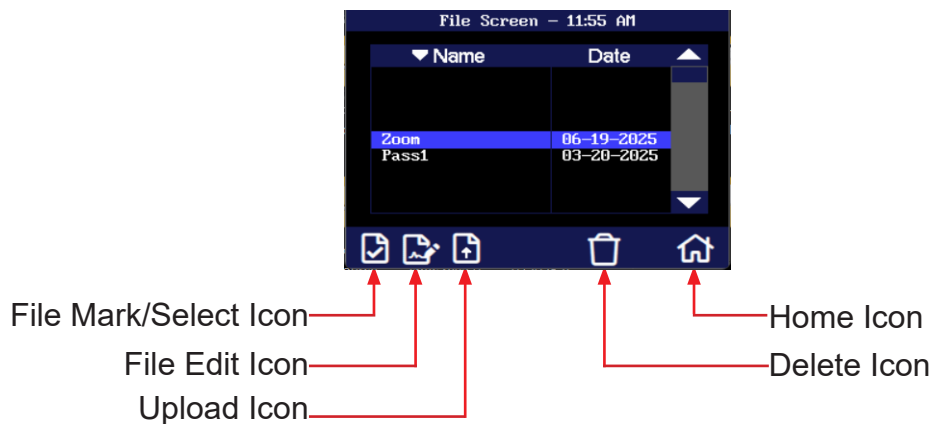 File Screen – 11:55 AM
Name Date
Zoom 06-19-2025
Pass1 03-20-2025
File Mark/Select Icon
Home Icon
File Edit Icon
Delete Icon
Upload Icon